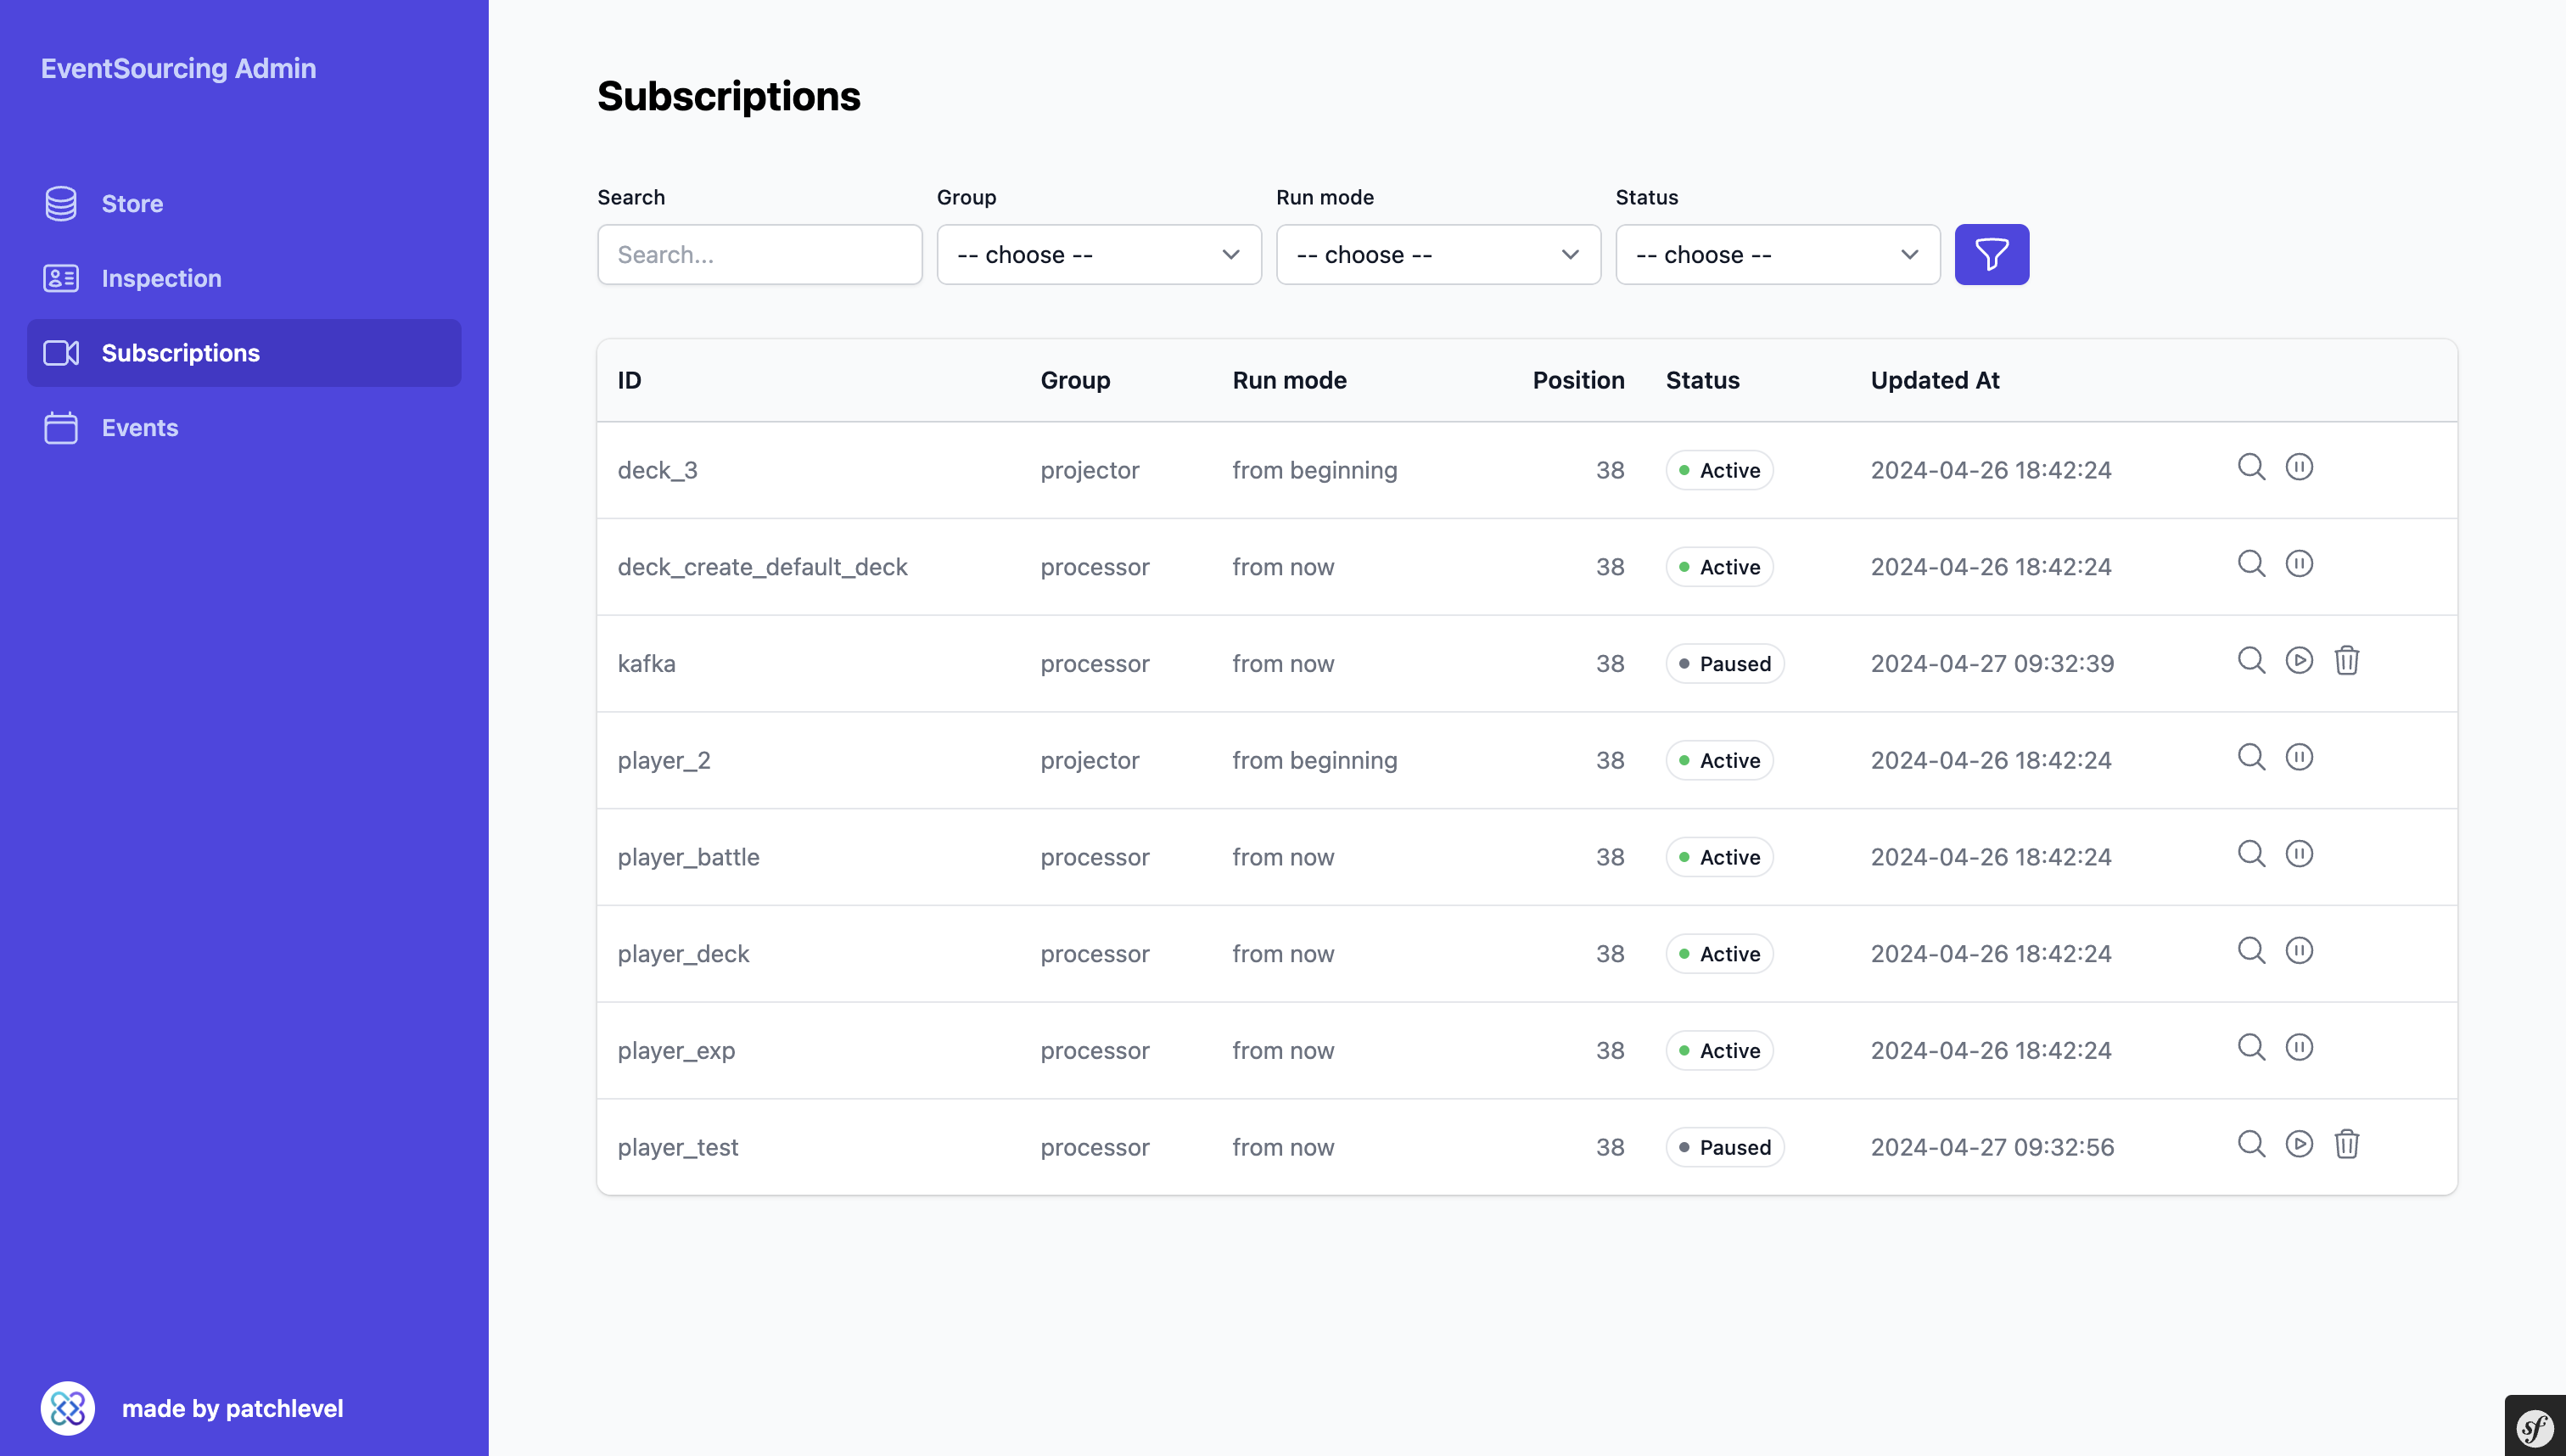 EventSourcing Admin
Store
Inspection
Subscriptions
Events
made by patchlevel
Subscriptions
Search Group Run mode Status
Search... -- choose -- -- choose -- -- choose --
ID Group Run mode Position Status Updated At
deck_3 projector from beginning 38 Active 2024-04-26 18:42:24
deck_create_default_deck processor from now 38 Active 2024-04-26 18:42:24
kafka processor from now 38 Paused 2024-04-27 09:32:39
player_2 projector from beginning 38 Active 2024-04-26 18:42:24
player_battle processor from now 38 Active 2024-04-26 18:42:24
player_deck processor from now 38 Active 2024-04-26 18:42:24
player_exp processor from now 38 Active 2024-04-26 18:42:24
player_test processor from now 38 Paused 2024-04-27 09:32:56
sf